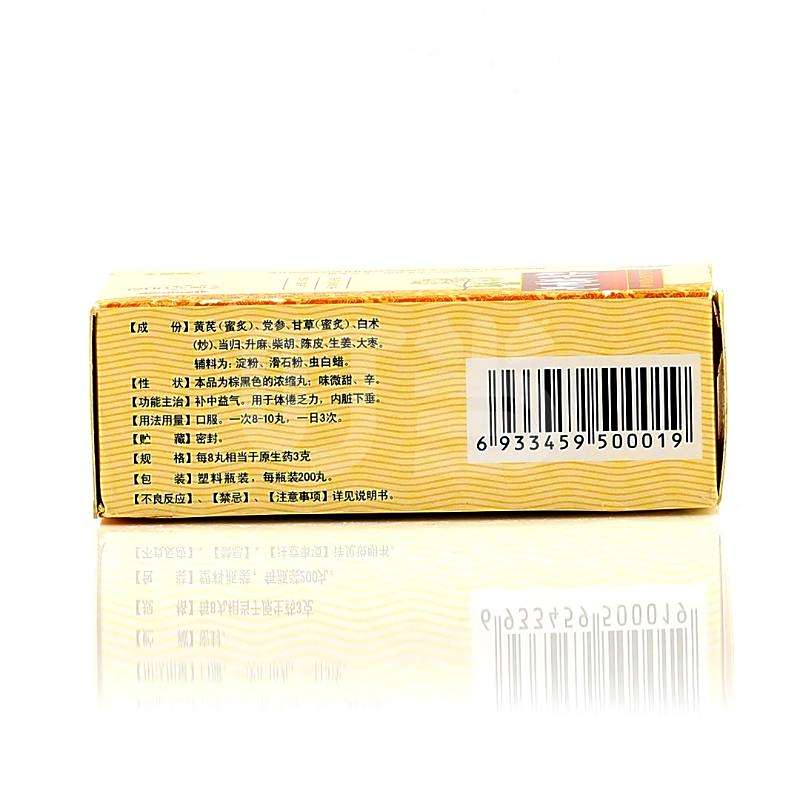 【成 份】黄芪(蜜炙)、党参、甘草(蜜炙)、白术
(炒)、当归、升麻、柴胡、陈皮、生姜、大枣。
辅料为：淀粉、滑石粉、虫白蜡。
【性 状】本品为棕黑色的浓缩丸；味微甜、辛。
【功能主治】补中益气。用于体倦乏力，内脏下垂。
【用法用量】口服。一次8-10丸，一日3次。
【贮 藏】密封。
【规 格】每8丸相当于原生药3克
【包 装】塑料瓶装，每瓶装200丸。
【不良反应】、【禁忌】、【注意事项】详见说明书。
6 933459 500019